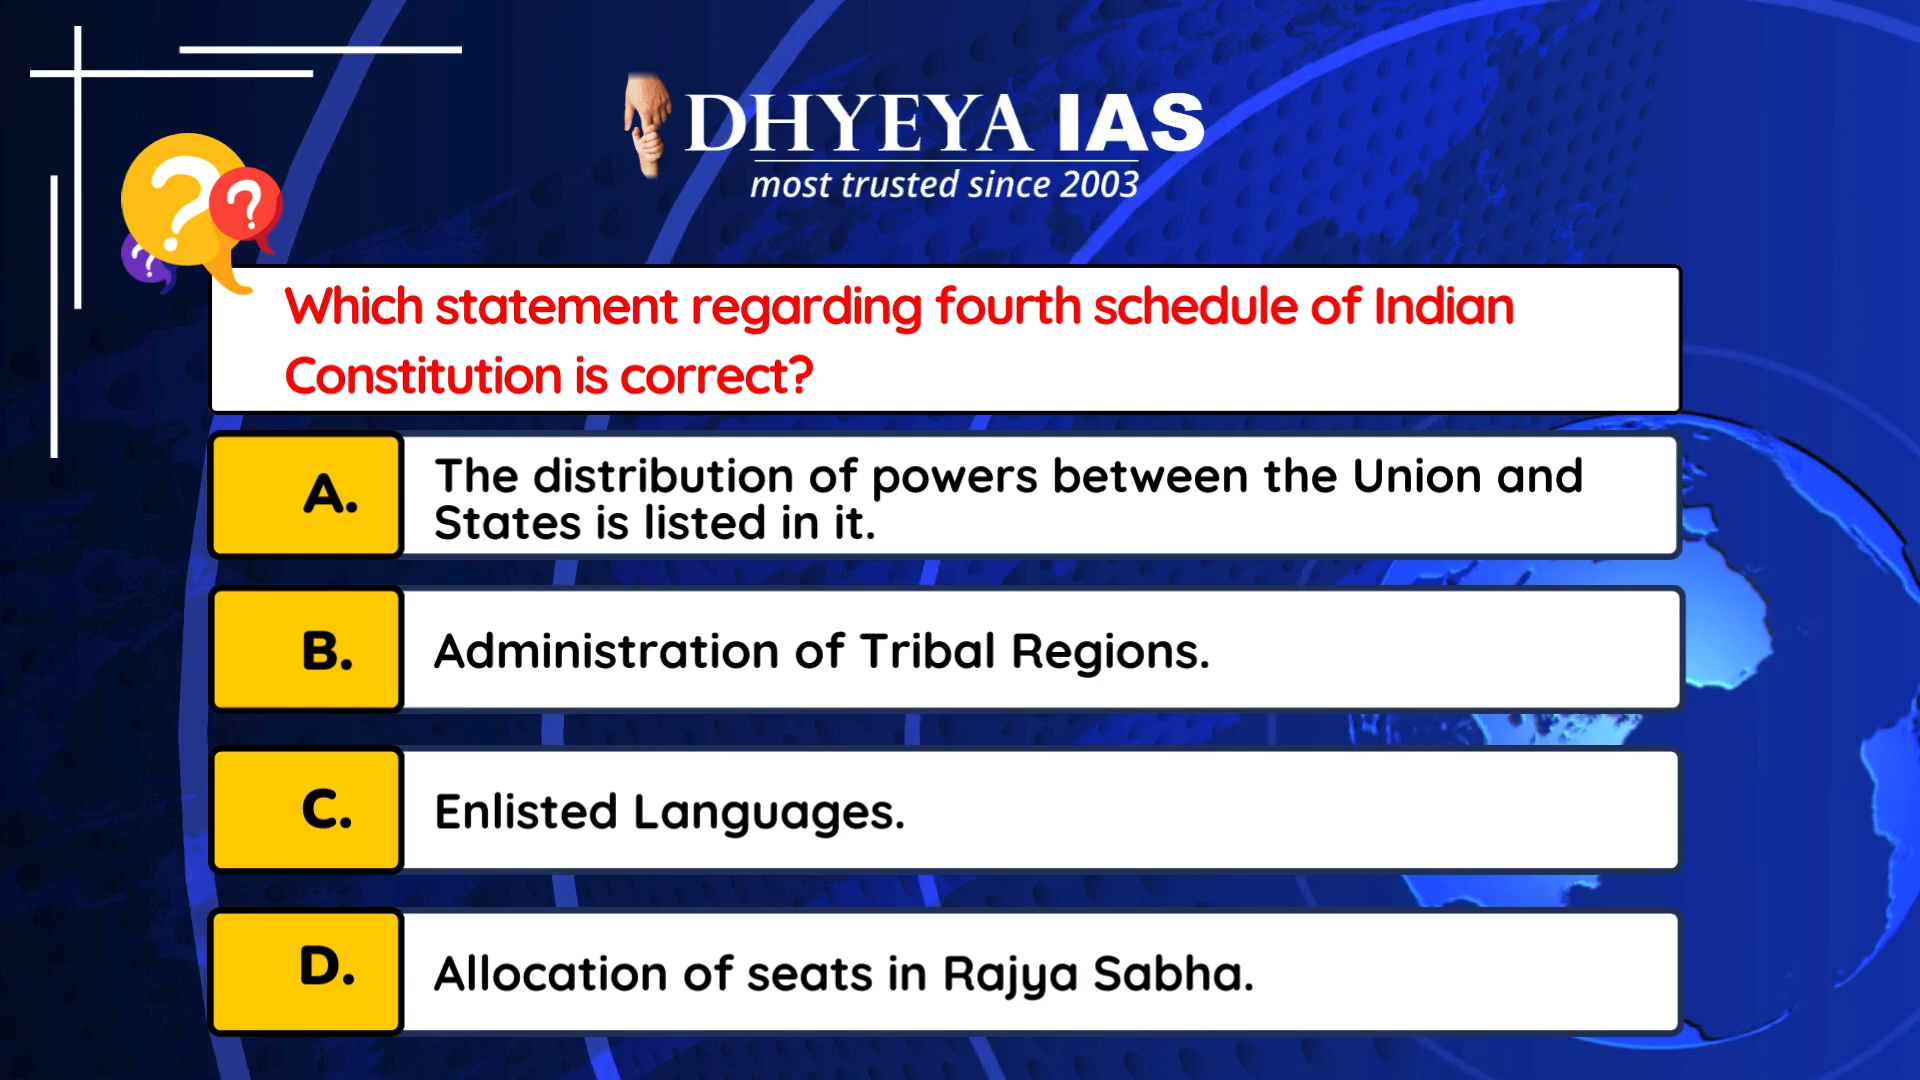 DHYEYA IAS
most trusted since 2003
Which statement regarding fourth schedule of Indian
Constitution is correct?
A. The distribution of powers between the Union and
States is listed in it.
B. Administration of Tribal Regions.
C. Enlisted Languages.
D. Allocation of seats in Rajya Sabha.